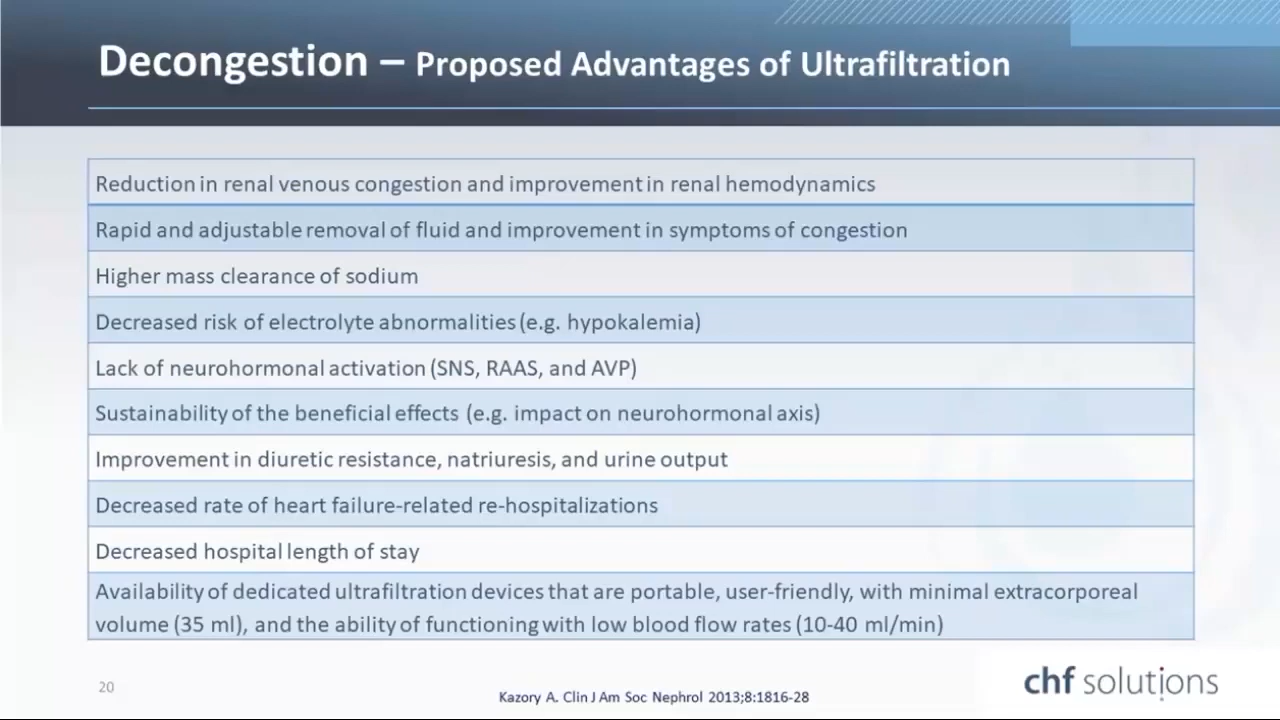 Decongestion – Proposed Advantages of Ultrafiltration
Reduction in renal venous congestion and improvement in renal hemodynamics
Rapid and adjustable removal of fluid and improvement in symptoms of congestion
Higher mass clearance of sodium
Decreased risk of electrolyte abnormalities (e.g. hypokalemia)
Lack of neurohormonal activation (SNS, RAAS, and AVP)
Sustainability of the beneficial effects (e.g. impact on neurohormonal axis)
Improvement in diuretic resistance, natriuresis, and urine output
Decreased rate of heart failure-related re-hospitalizations
Decreased hospital length of stay
Availability of dedicated ultrafiltration devices that are portable, user-friendly, with minimal extracorporeal
volume (35 ml), and the ability of functioning with low blood flow rates (10-40 ml/min)
20
Kazory A. Clin J Am Soc Nephrol 2013;8:1816-28
chf solutions